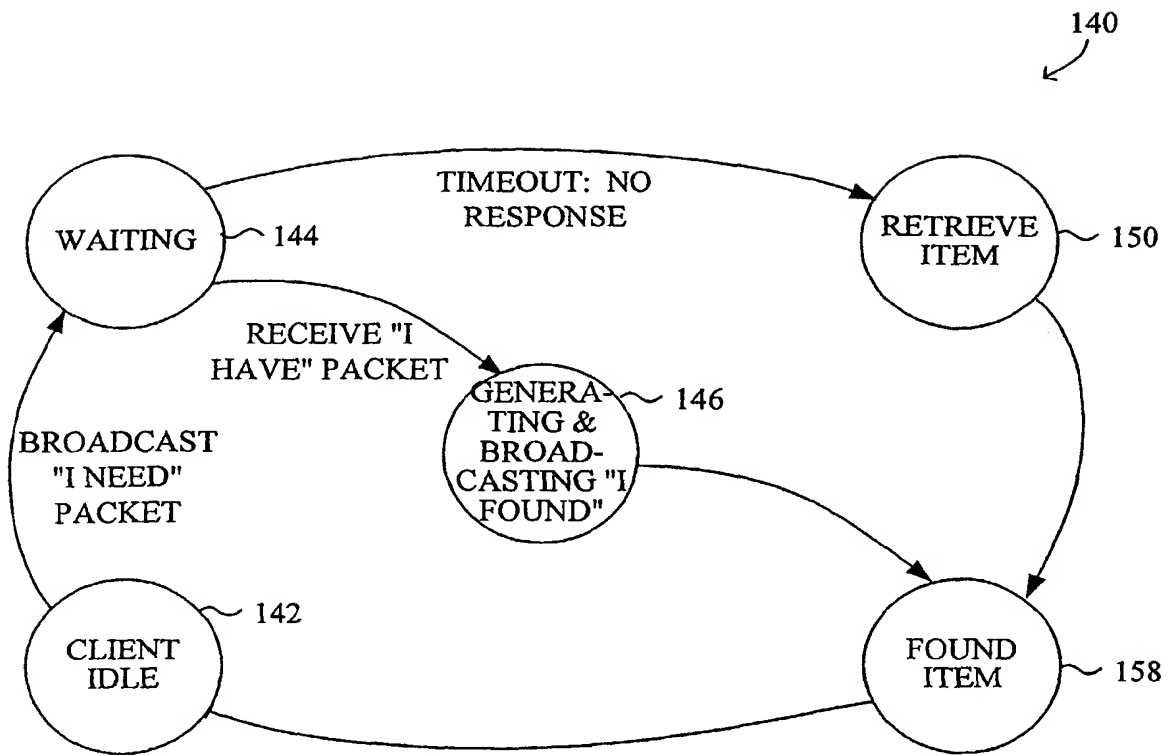 140
TIMEOUT: NO
RESPONSE
WAITING
144
RETRIEVE
ITEM
150
RECEIVE "I
HAVE" PACKET
GENERA-
TING &
BROAD-
CASTING "I
FOUND"
146
BROADCAST
"I NEED"
PACKET
142
CLIENT
IDLE
FOUND
ITEM
158